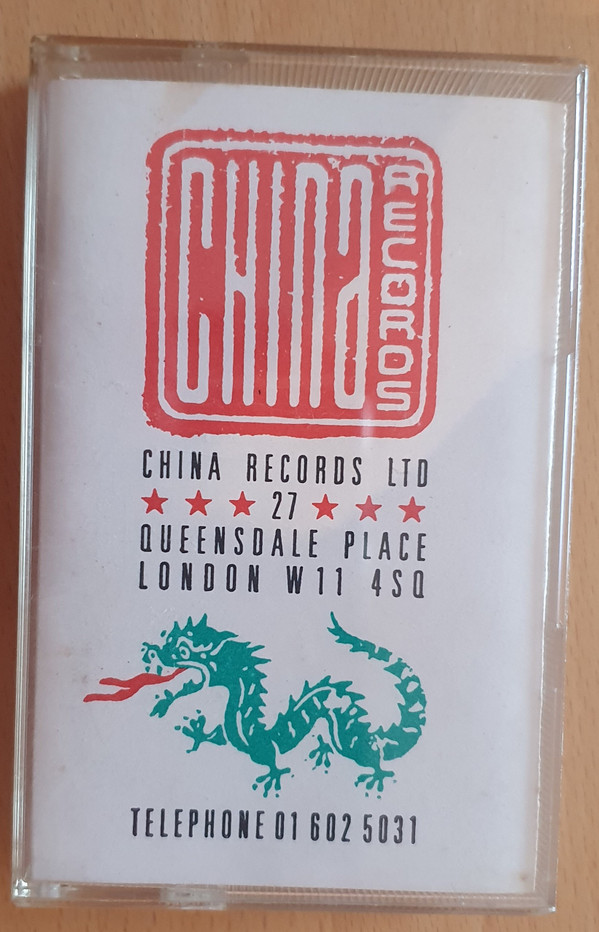 CHINA
RECORDS
CHINA RECORDS LTD
★ ★ ★ 27 ★ ★ ★
QUEENSDALE PLACE
LONDON W11 4SQ
TELEPHONE 01 602 5031